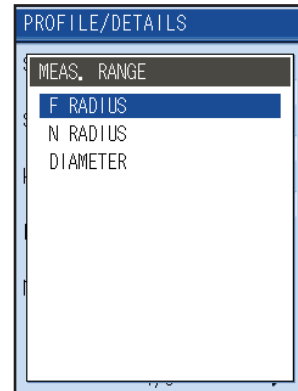 PROFILE/DETAILS
MEAS. RANGE
F RADIUS
N RADIUS
DIAMETER